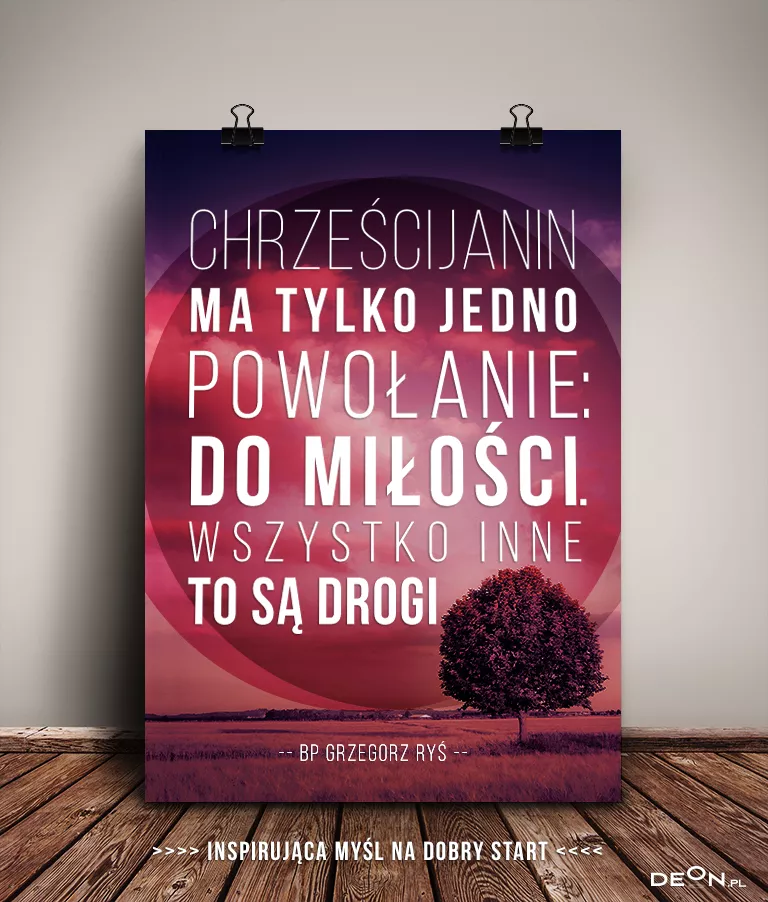 CHRZEŚCIJANIN
MA TYLKO JEDNO
POWOŁANIE:
DO MIŁOŚCI.
WSZYSTKO INNE
TO SĄ DROGI
-- BP GRZEGORZ RYŚ --
>>>> INSPIRUJĄCA MYŚL NA DOBRY START <<<<
DEON.PL